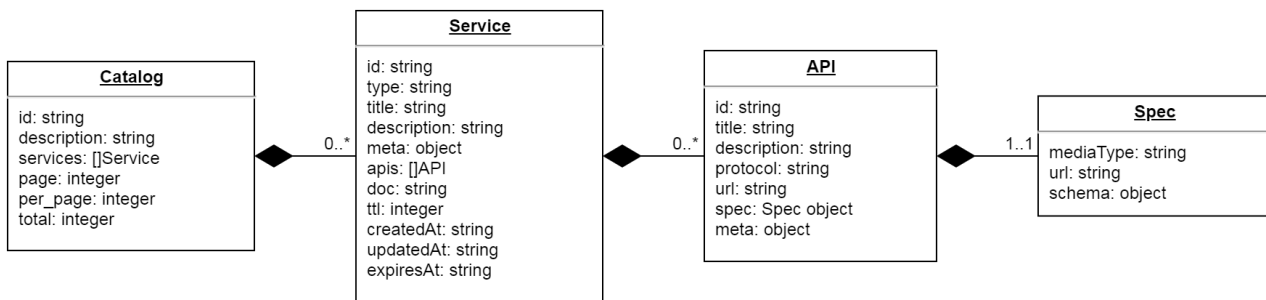 Catalog
id: string
description: string
services: []Service
page: integer
per_page: integer
total: integer
0..*
Service
id: string
type: string
title: string
description: string
meta: object
apis: []API
doc: string
ttl: integer
createdAt: string
updatedAt: string
expiresAt: string
0..*
API
id: string
title: string
description: string
protocol: string
url: string
spec: Spec object
meta: object
1..1
Spec
mediaType: string
url: string
schema: object